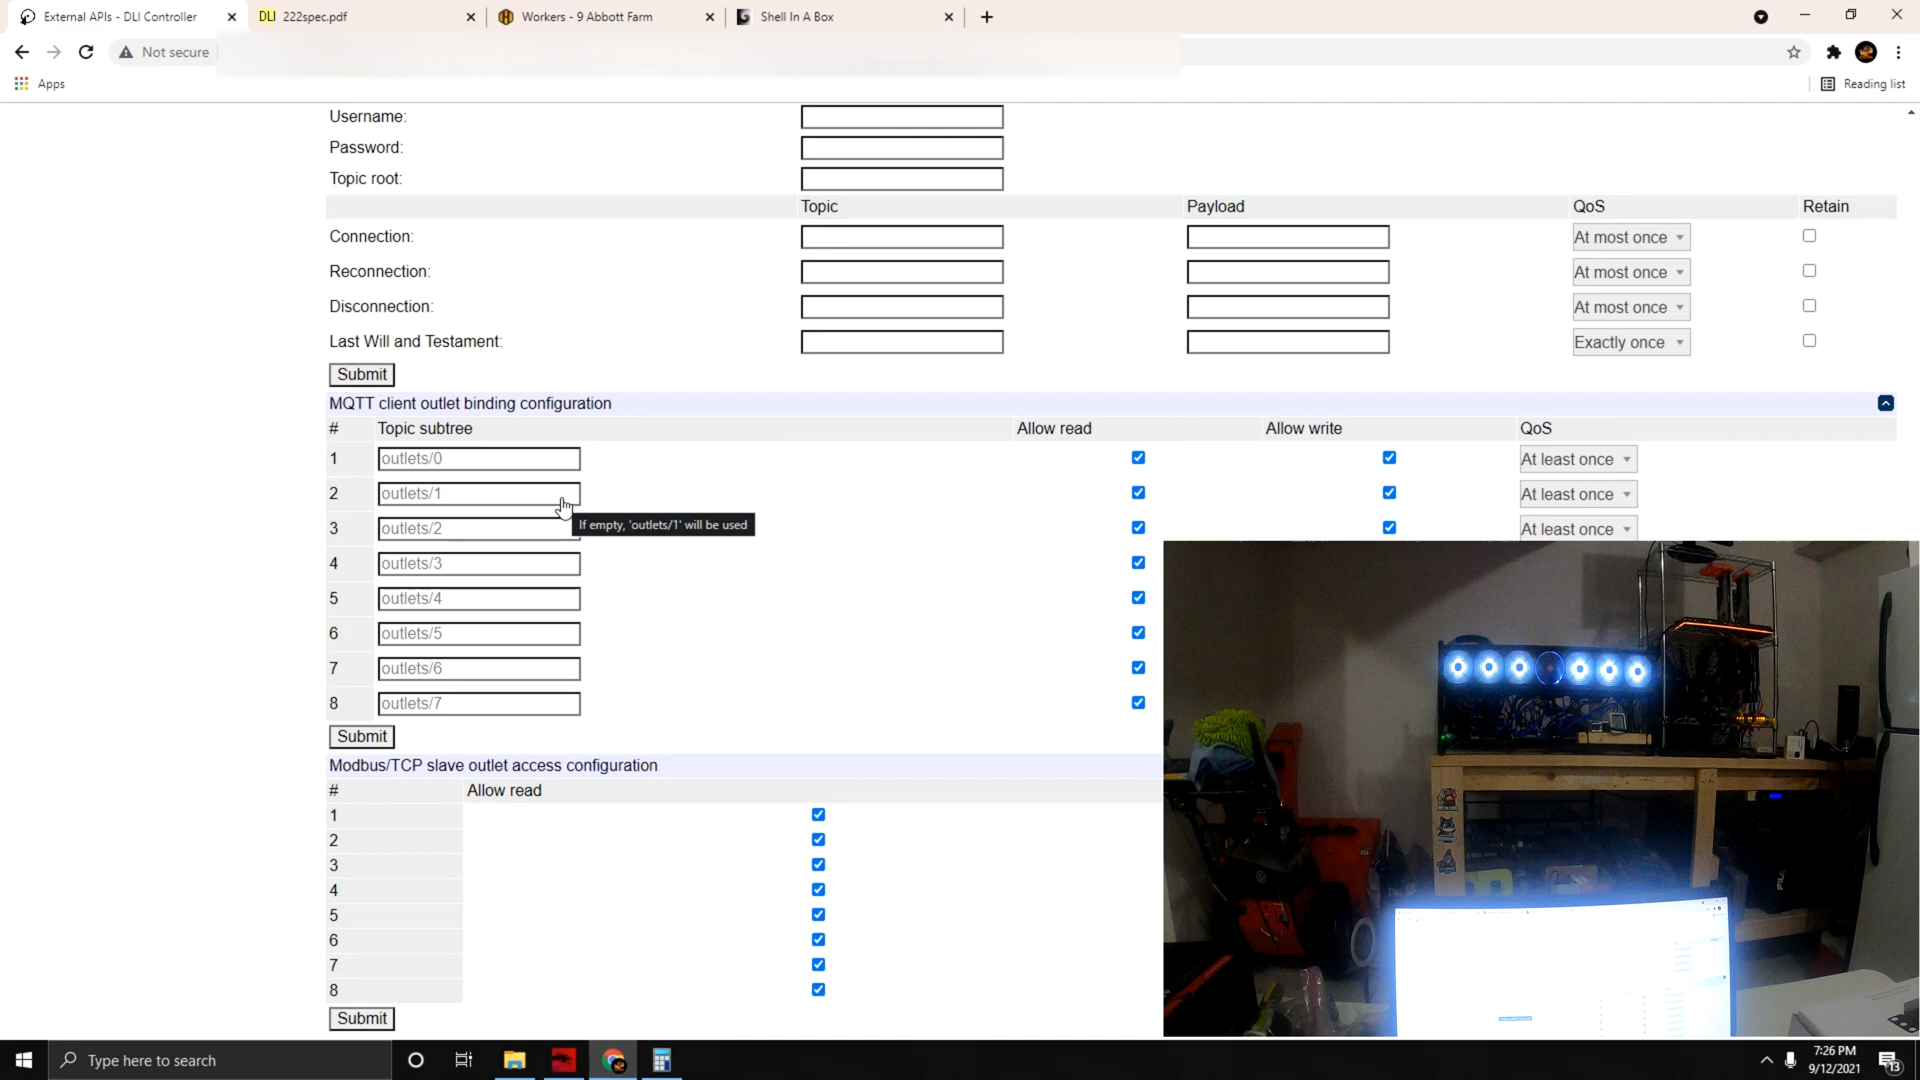 External APIs - DLI Controller
DLI 222spec.pdf
Workers - 9 Abbott Farm
Shell In A Box
Not secure
Apps
Reading list
Username:
Password:
Topic root:
Topic Payload QoS Retain
Connection: At most once
Reconnection: At most once
Disconnection: At most once
Last Will and Testament: Exactly once
Submit
MQTT client outlet binding configuration
# Topic subtree Allow read Allow write QoS
1 outlets/0 At least once
2 outlets/1 At least once
If empty, 'outlets/1' will be used
3 outlets/2 At least once
4 outlets/3
5 outlets/4
6 outlets/5
7 outlets/6
8 outlets/7
Submit
Modbus/TCP slave outlet access configuration
# Allow read
1
2
3
4
5
6
7
8
Submit
FILA
Type here to search
7:26 PM
9/12/2021
13